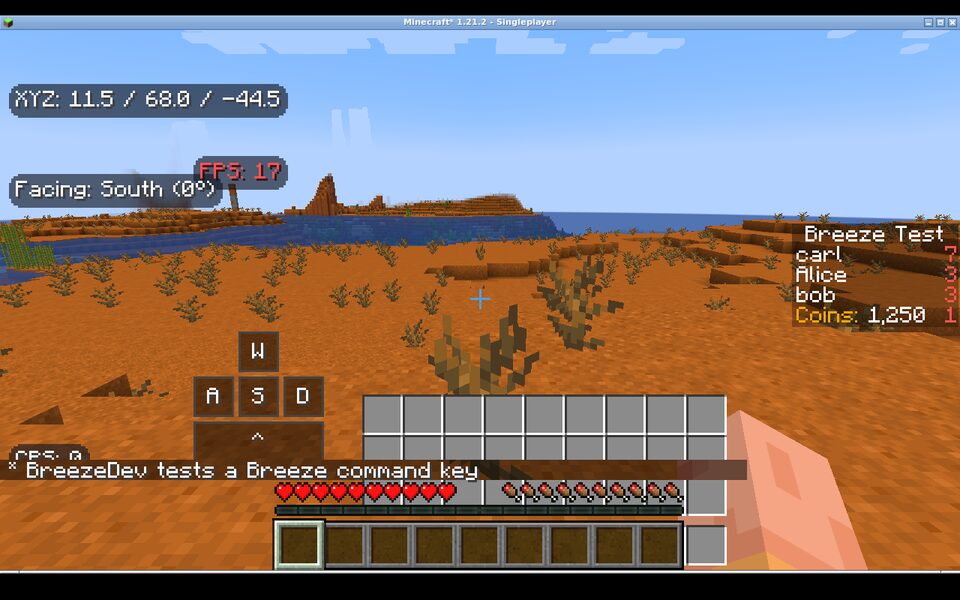 Minecraft* 1.21.2 - Singleplayer
XYZ: 11.5 / 68.0 / -44.5
FPS: 17
Facing: South (0°)
Breeze Test
carl 7
Alice 3
bob 3
Coins: 1,250 1
W
A S D
^
CPS: 0
* BreezeDev tests a Breeze command key